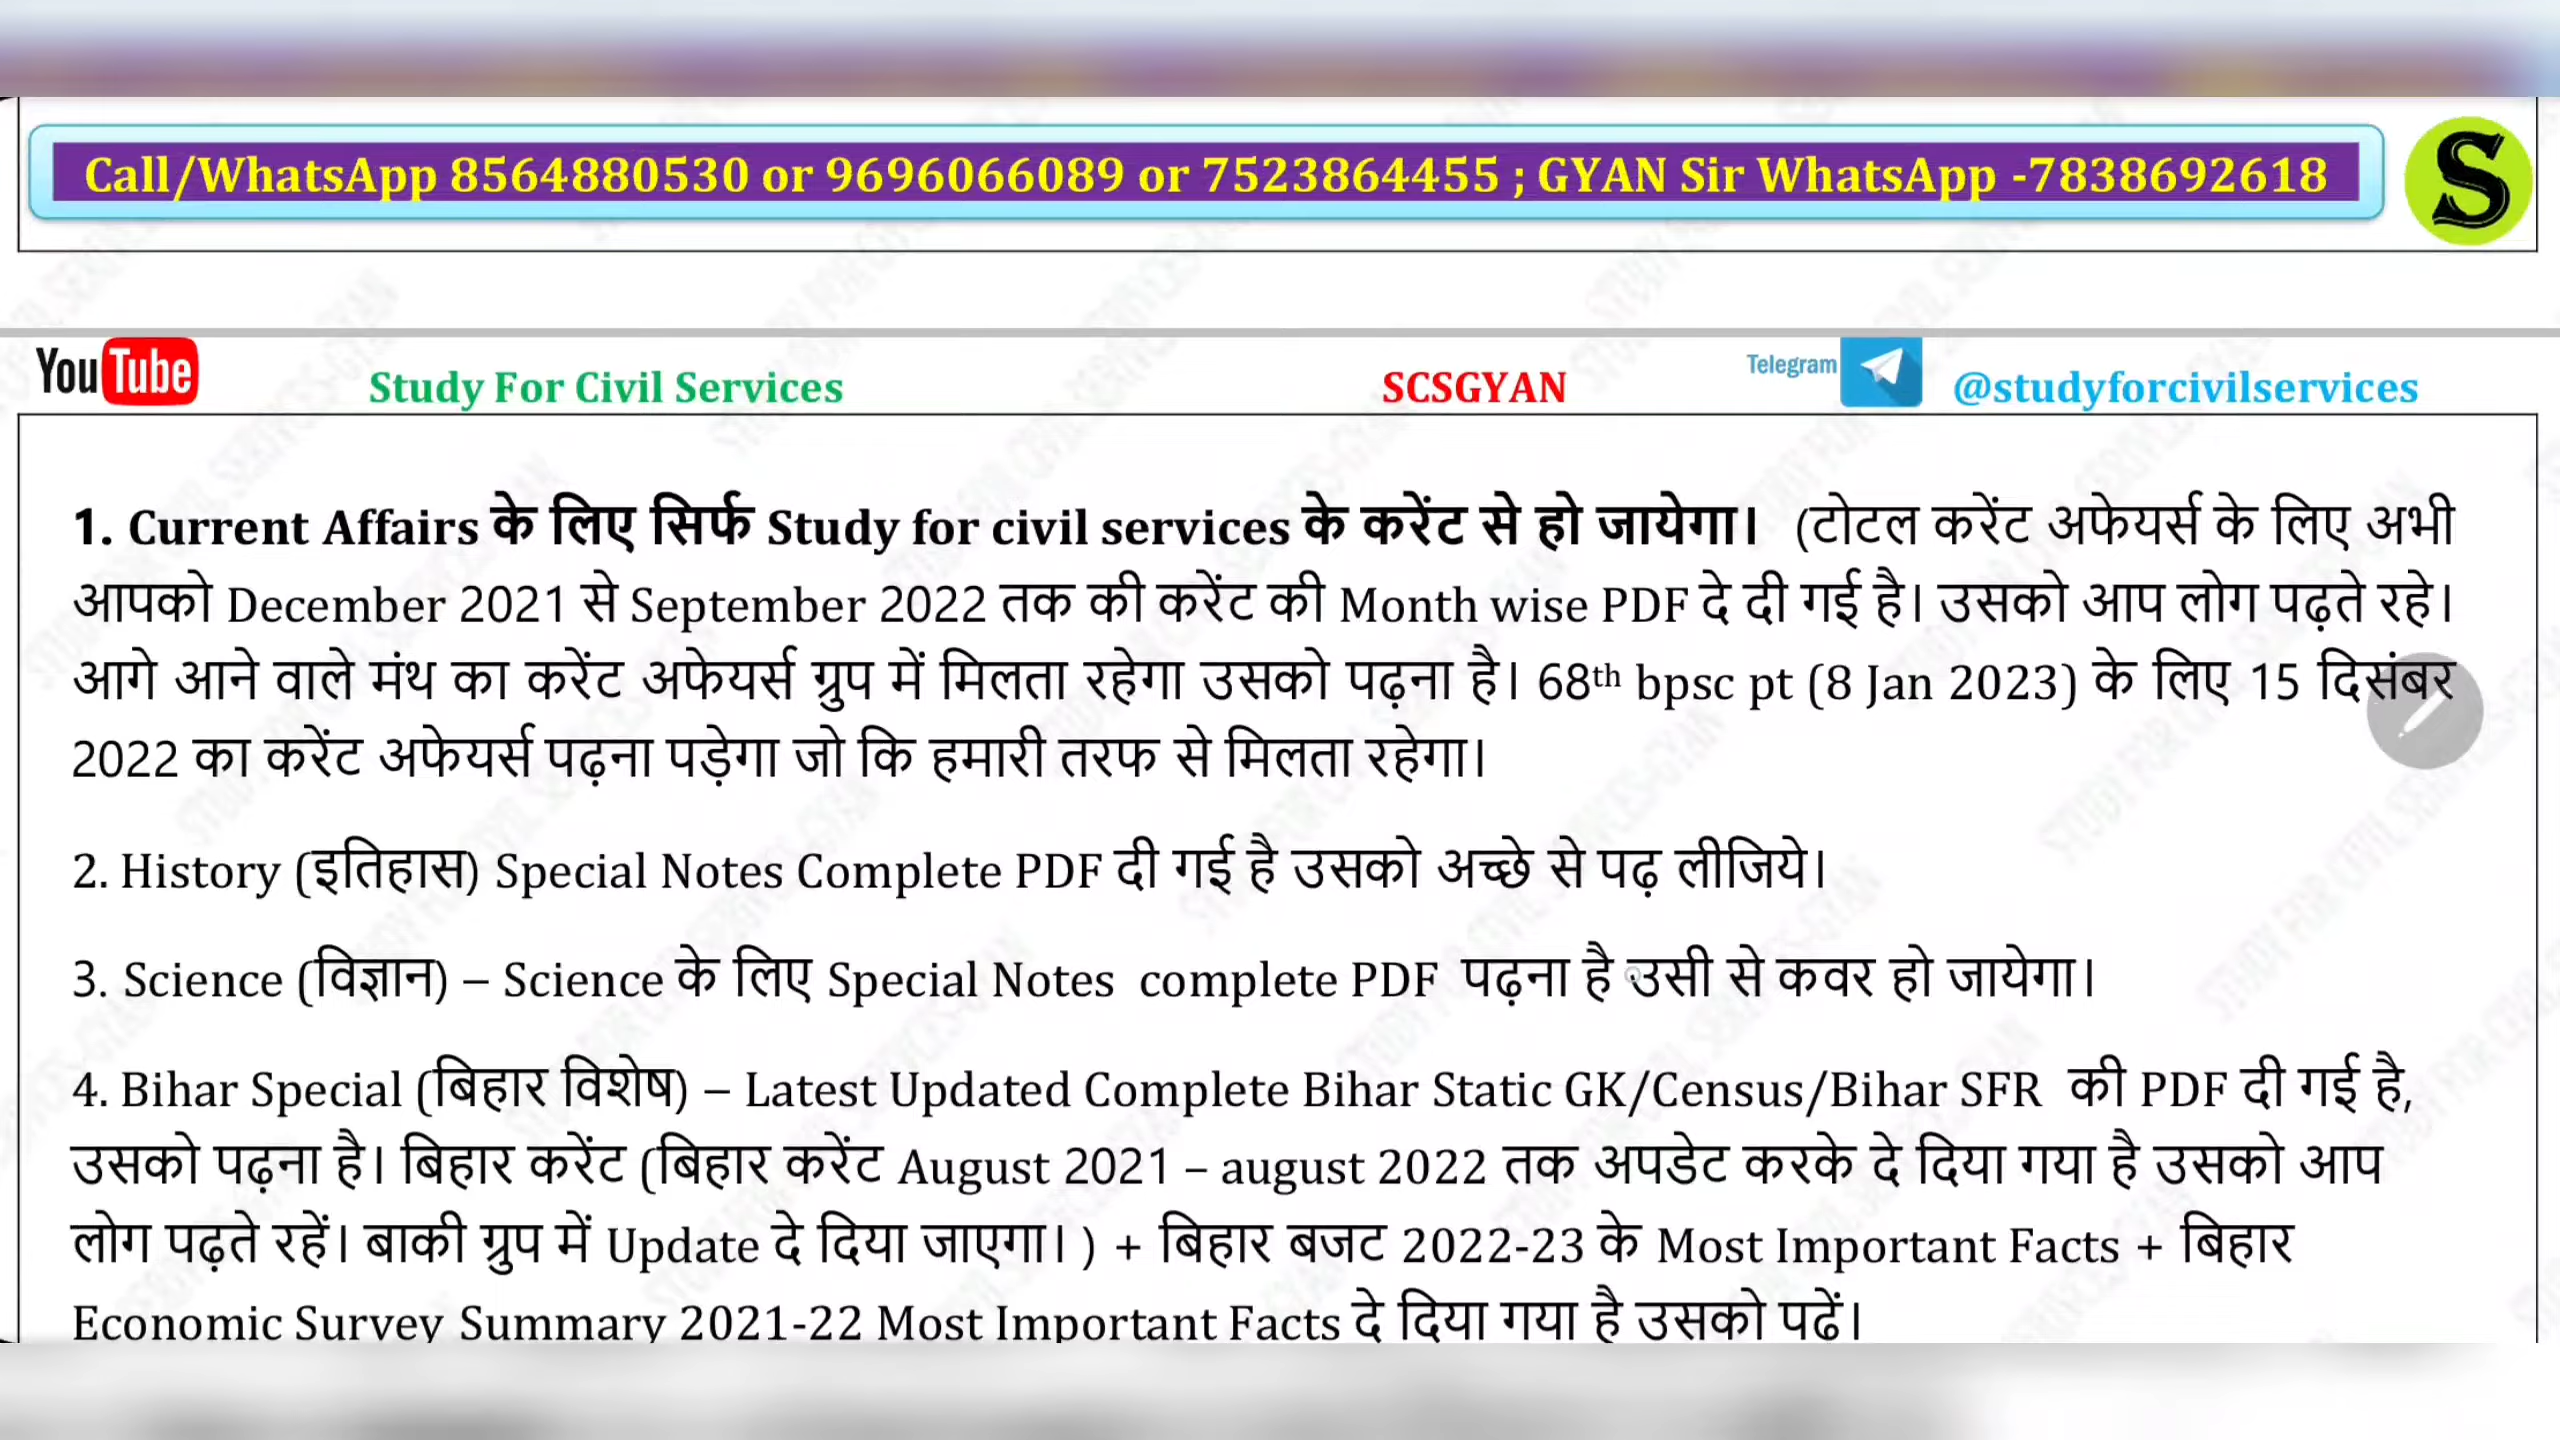 Call/WhatsApp 8564880530 or 9696066089 or 7523864455 ; GYAN Sir WhatsApp -7838692618
S
YouTube
Study For Civil Services
SCSGYAN
Telegram
@studyforcivilservices
1. Current Affairs के लिए सिर्फ Study for civil services के करेंट से हो जायेगा। (टोटल करेंट अफेयर्स के लिए अभी
आपको December 2021 से September 2022 तक की करेंट की Month wise PDF दे दी गई है। उसको आप लोग पढ़ते रहे।
आगे आने वाले मंथ का करेंट अफेयर्स ग्रुप में मिलता रहेगा उसको पढ़ना है। 68th bpsc pt (8 Jan 2023) के लिए 15 दिसंबर
2022 का करेंट अफेयर्स पढ़ना पड़ेगा जो कि हमारी तरफ से मिलता रहेगा।
2. History (इतिहास) Special Notes Complete PDF दी गई है उसको अच्छे से पढ़ लीजिये।
3. Science (विज्ञान) – Science के लिए Special Notes complete PDF पढ़ना है उसी से कवर हो जायेगा।
4. Bihar Special (बिहार विशेष) – Latest Updated Complete Bihar Static GK/Census/Bihar SFR की PDF दी गई है,
उसको पढ़ना है। बिहार करेंट (बिहार करेंट August 2021 – august 2022 तक अपडेट करके दे दिया गया है उसको आप
लोग पढ़ते रहें। बाकी ग्रुप में Update दे दिया जाएगा। ) + बिहार बजट 2022-23 के Most Important Facts + बिहार
Economic Survey Summary 2021-22 Most Important Facts दे दिया गया है उसको पढें।
STUDY FOR CIVIL SERIVCES-GYAN